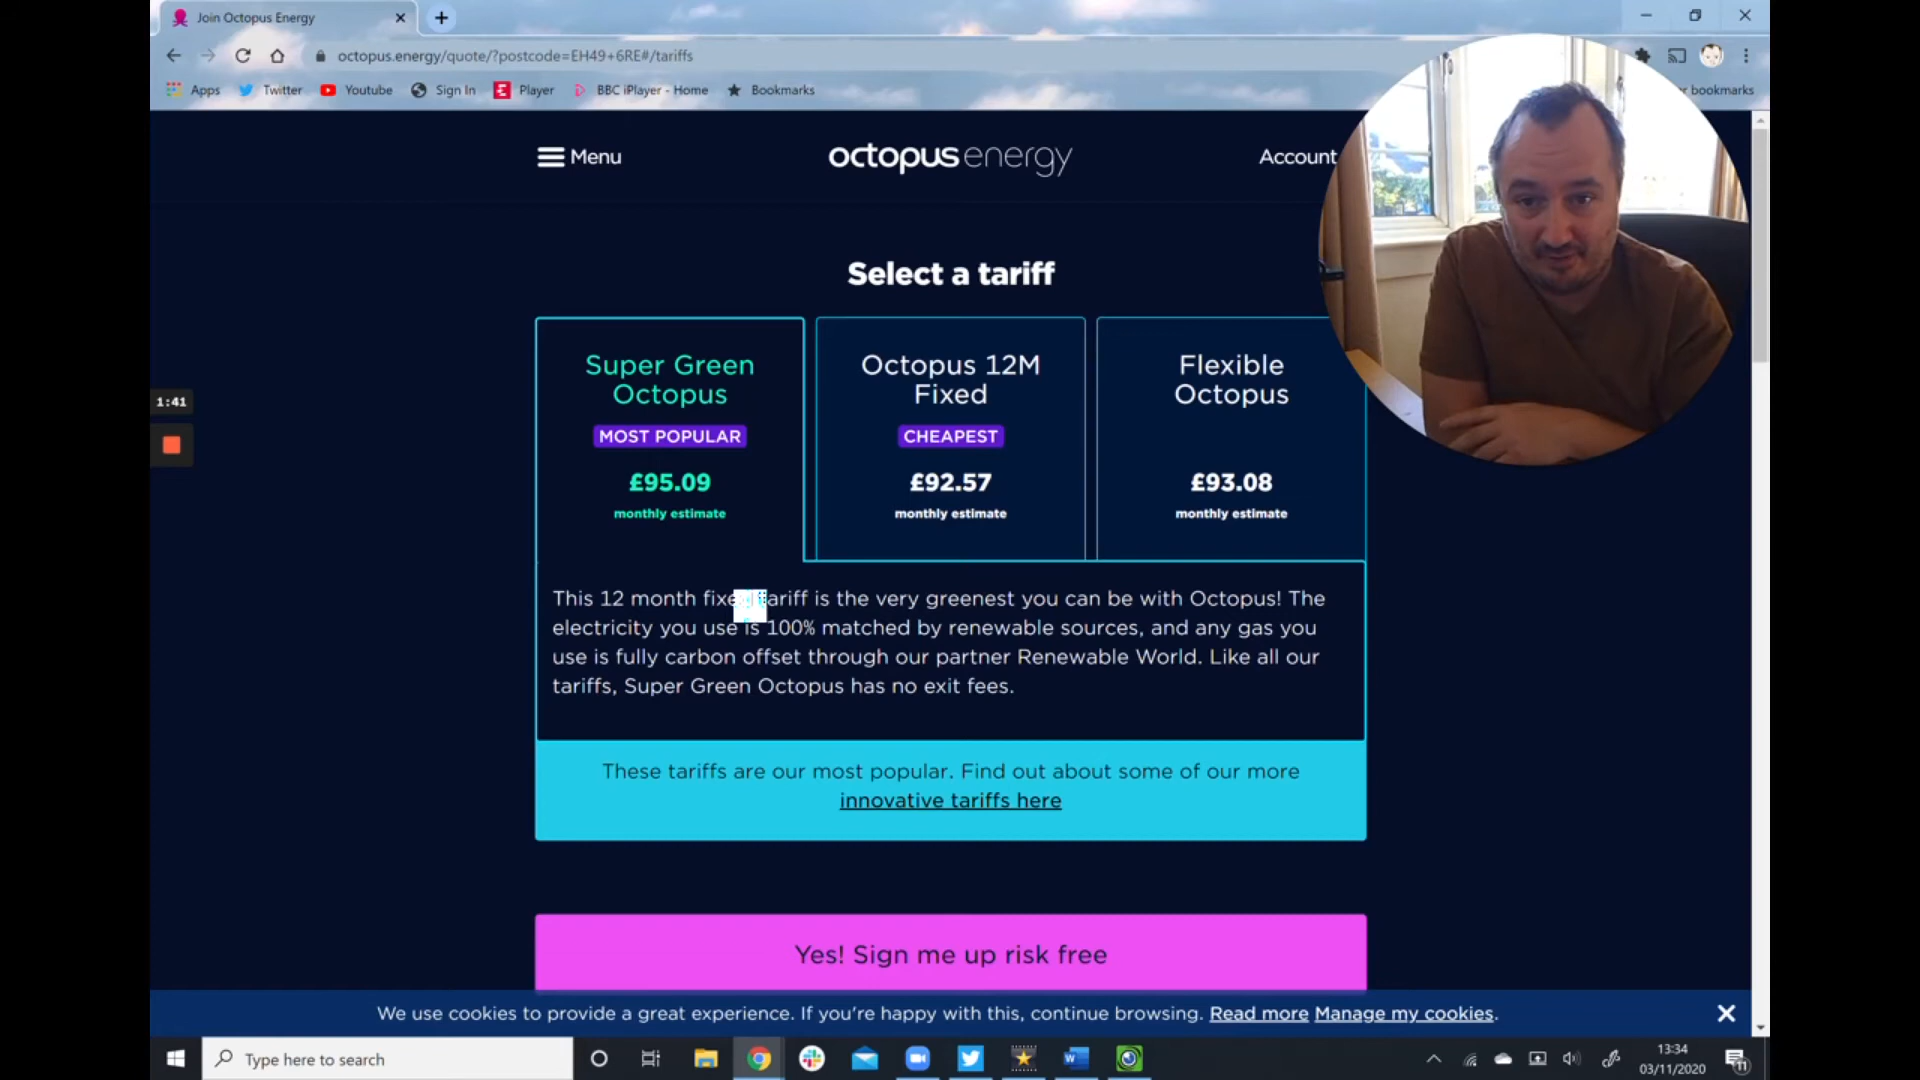 Join Octopus Energy
octopus.energy/quote/?postcode=EH49+6RE#/tariffs
Apps Twitter Youtube Sign In Player BBC iPlayer - Home Bookmarks bookmarks
Menu octopusenergy Account
Select a tariff
Super Green
Octopus
MOST POPULAR
£95.09
monthly estimate
Octopus 12M
Fixed
CHEAPEST
£92.57
monthly estimate
Flexible
Octopus
£93.08
monthly estimate
1:41
This 12 month fixed tariff is the very greenest you can be with Octopus! The
electricity you use is 100% matched by renewable sources, and any gas you
use is fully carbon offset through our partner Renewable World. Like all our
tariffs, Super Green Octopus has no exit fees.
These tariffs are our most popular. Find out about some of our more
innovative tariffs here
Yes! Sign me up risk free
We use cookies to provide a great experience. If you're happy with this, continue browsing. Read more Manage my cookies.
Type here to search
13:34
03/11/2020
11